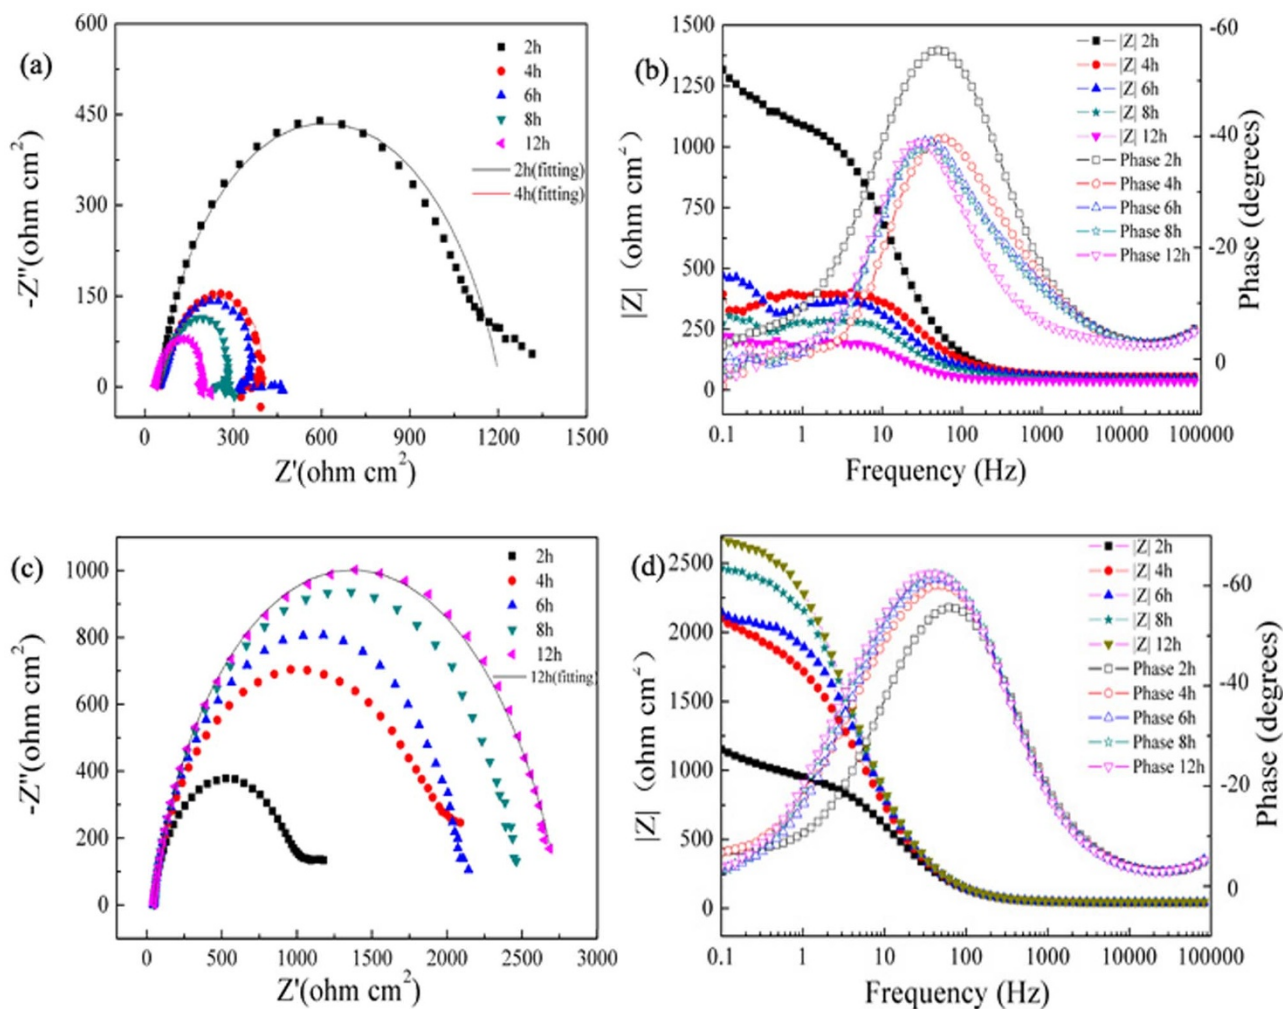 (a)
600
450
300
150
0
-Z''(ohm cm²)
2h
4h
6h
8h
12h
2h(fitting)
4h(fitting)
0 300 600 900 1200 1500
Z'(ohm cm²)
(b)
1500
1250
1000
750
500
250
0
|Z| (ohm cm²)
|Z| 2h
|Z| 4h
|Z| 6h
|Z| 8h
|Z| 12h
Phase 2h
Phase 4h
Phase 6h
Phase 8h
Phase 12h
-60
-40
-20
0
Phase (degrees)
0.1 1 10 100 1000 10000 100000
Frequency (Hz)
(c)
1000
800
600
400
200
0
-Z''(ohm cm²)
2h
4h
6h
8h
12h
12h(fitting)
0 500 1000 1500 2000 2500 3000
Z'(ohm cm²)
(d)
2500
2000
1500
1000
500
0
|Z| (ohm cm²)
|Z| 2h
|Z| 4h
|Z| 6h
|Z| 8h
|Z| 12h
Phase 2h
Phase 4h
Phase 6h
Phase 8h
Phase 12h
-60
-40
-20
0
Phase (degrees)
0.1 1 10 100 1000 10000 100000
Frequency (Hz)